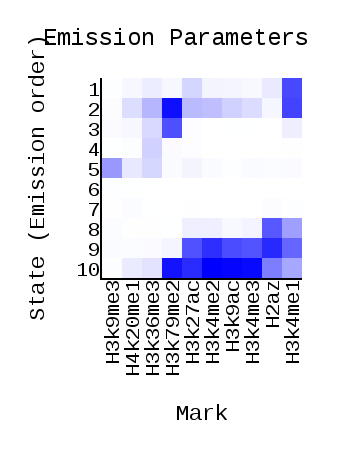 Emission Parameters
State (Emission order)
1
2
3
4
5
6
7
8
9
10
H3k9me3
H4k20me1
H3k36me3
H3k79me2
H3k27ac
H3k4me2
H3k9ac
H3k4me3
H2az
H3k4me1
Mark